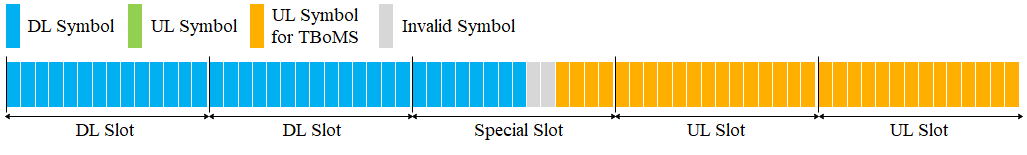 DL Symbol
UL Symbol
UL Symbol
for TBoMS
Invalid Symbol
DL Slot
DL Slot
Special Slot
UL Slot
UL Slot